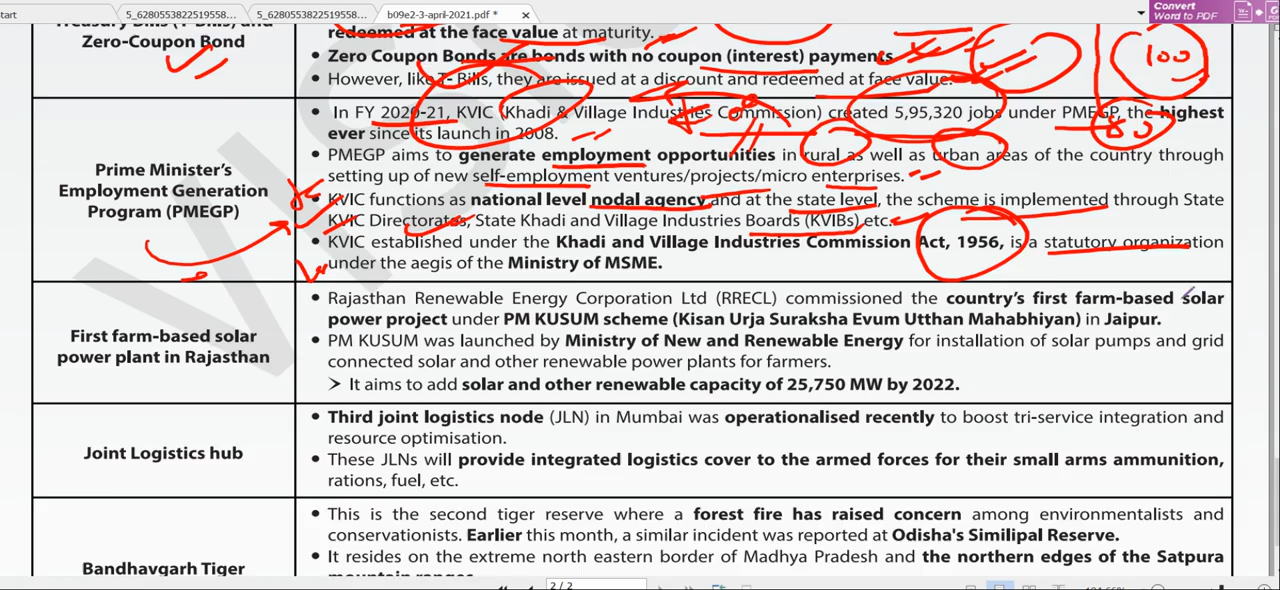 tart
5_6280553822519558...
5_6280553822519558...
b09e2-3-april-2021.pdf *
Convert
Word to PDF
Zero-Coupon Bond
redeemed at the face value at maturity.
• Zero Coupon Bonds are bonds with no coupon (interest) payments
• However, like T- Bills, they are issued at a discount and redeemed at face value.
100
80
Prime Minister's
Employment Generation
Program (PMEGP)
• In FY 2020-21, KVIC (Khadi & Village Industries Commission) created 5,95,320 jobs under PMEGP, the highest
ever since its launch in 2008.
• PMEGP aims to generate employment opportunities in rural as well as urban areas of the country through
setting up of new self-employment ventures/projects/micro enterprises.
• KVIC functions as national level nodal agency and at the state level, the scheme is implemented through State
KVIC Directorates, State Khadi and Village Industries Boards (KVIBs) etc.
• KVIC established under the Khadi and Village Industries Commission Act, 1956, is a statutory organization
under the aegis of the Ministry of MSME.
First farm-based solar
power plant in Rajasthan
• Rajasthan Renewable Energy Corporation Ltd (RRECL) commissioned the country's first farm-based solar
power project under PM KUSUM scheme (Kisan Urja Suraksha Evum Utthan Mahabhiyan) in Jaipur.
• PM KUSUM was launched by Ministry of New and Renewable Energy for installation of solar pumps and grid
connected solar and other renewable power plants for farmers.
➢ It aims to add solar and other renewable capacity of 25,750 MW by 2022.
Joint Logistics hub
• Third joint logistics node (JLN) in Mumbai was operationalised recently to boost tri-service integration and
resource optimisation.
• These JLNs will provide integrated logistics cover to the armed forces for their small arms ammunition,
rations, fuel, etc.
Bandhavgarh Tiger
• This is the second tiger reserve where a forest fire has raised concern among environmentalists and
conservationists. Earlier this month, a similar incident was reported at Odisha's Similipal Reserve.
• It resides on the extreme north eastern border of Madhya Pradesh and the northern edges of the Satpura
2 / 2